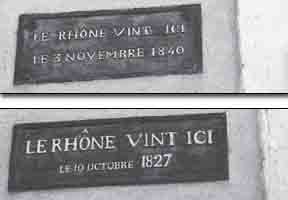 LE RHÔNE VINT ICI
LE 3 NOVEMBRE 1840
LE RHÔNE VINT ICI
LE 10 OCTOBRE 1827